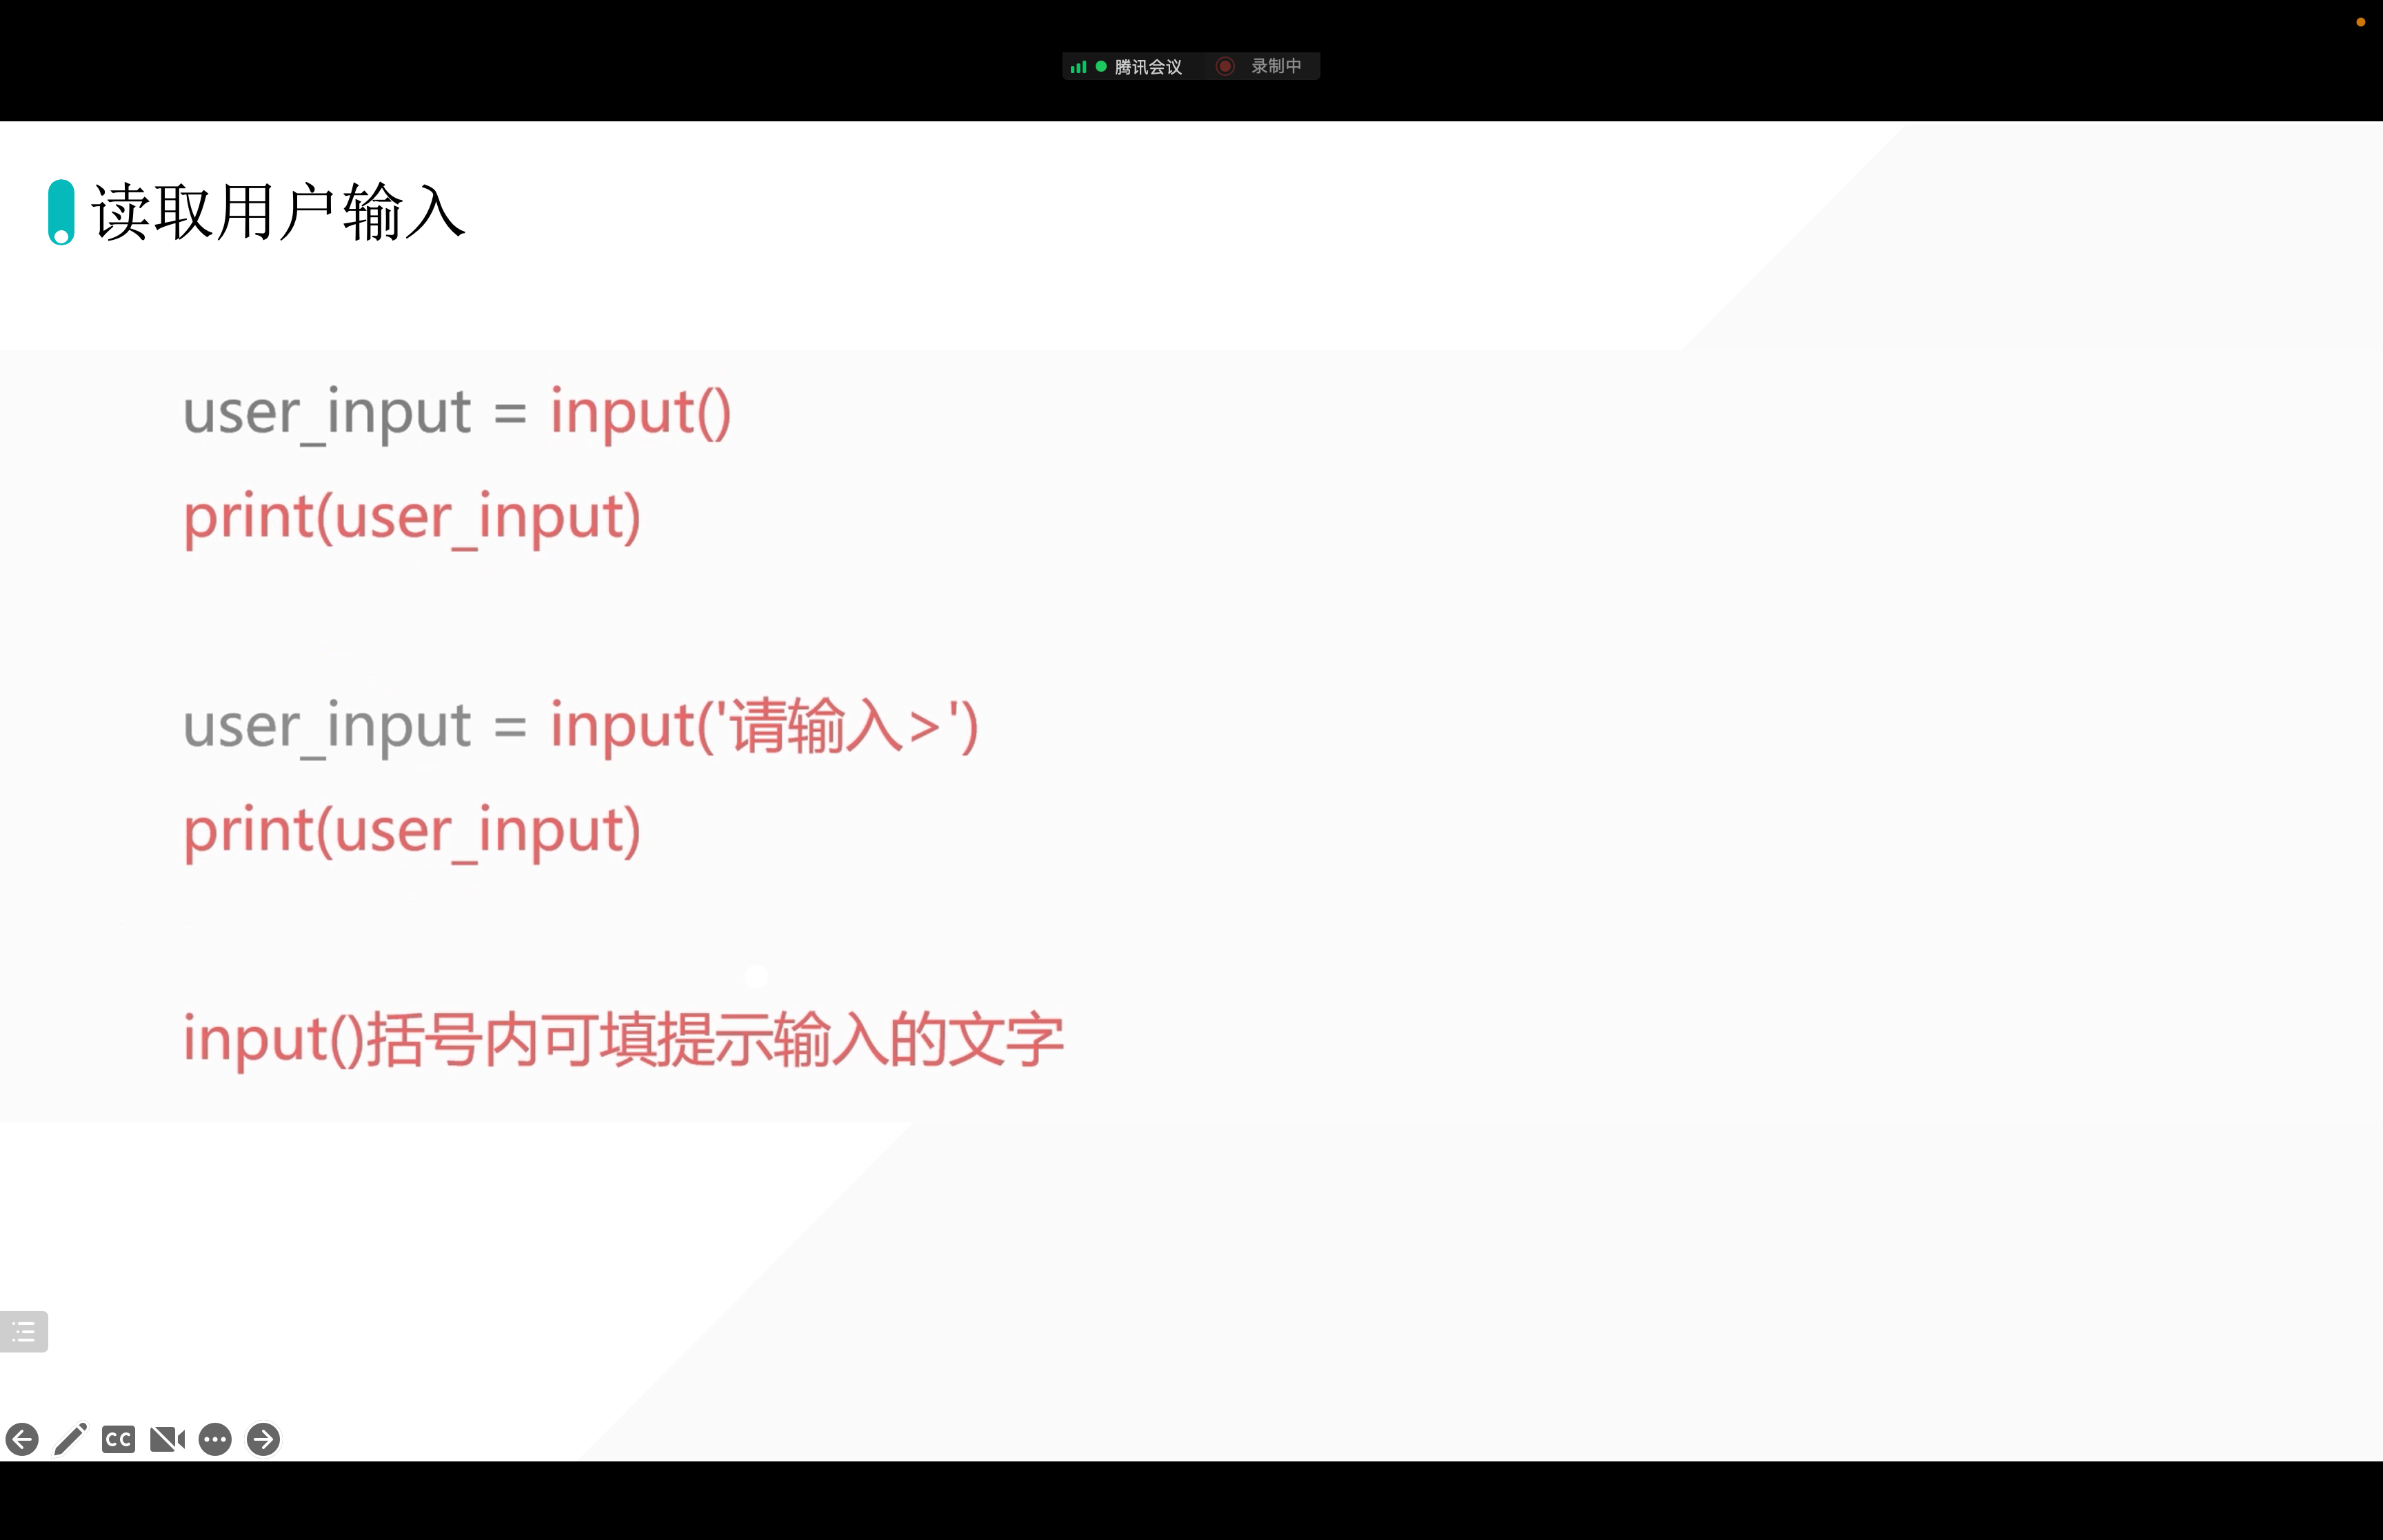 腾讯会议 录制中
读取用户输入
user_input = input()
print(user_input)
user_input = input('请输入>')
print(user_input)
input()括号内可填提示输入的文字
CC